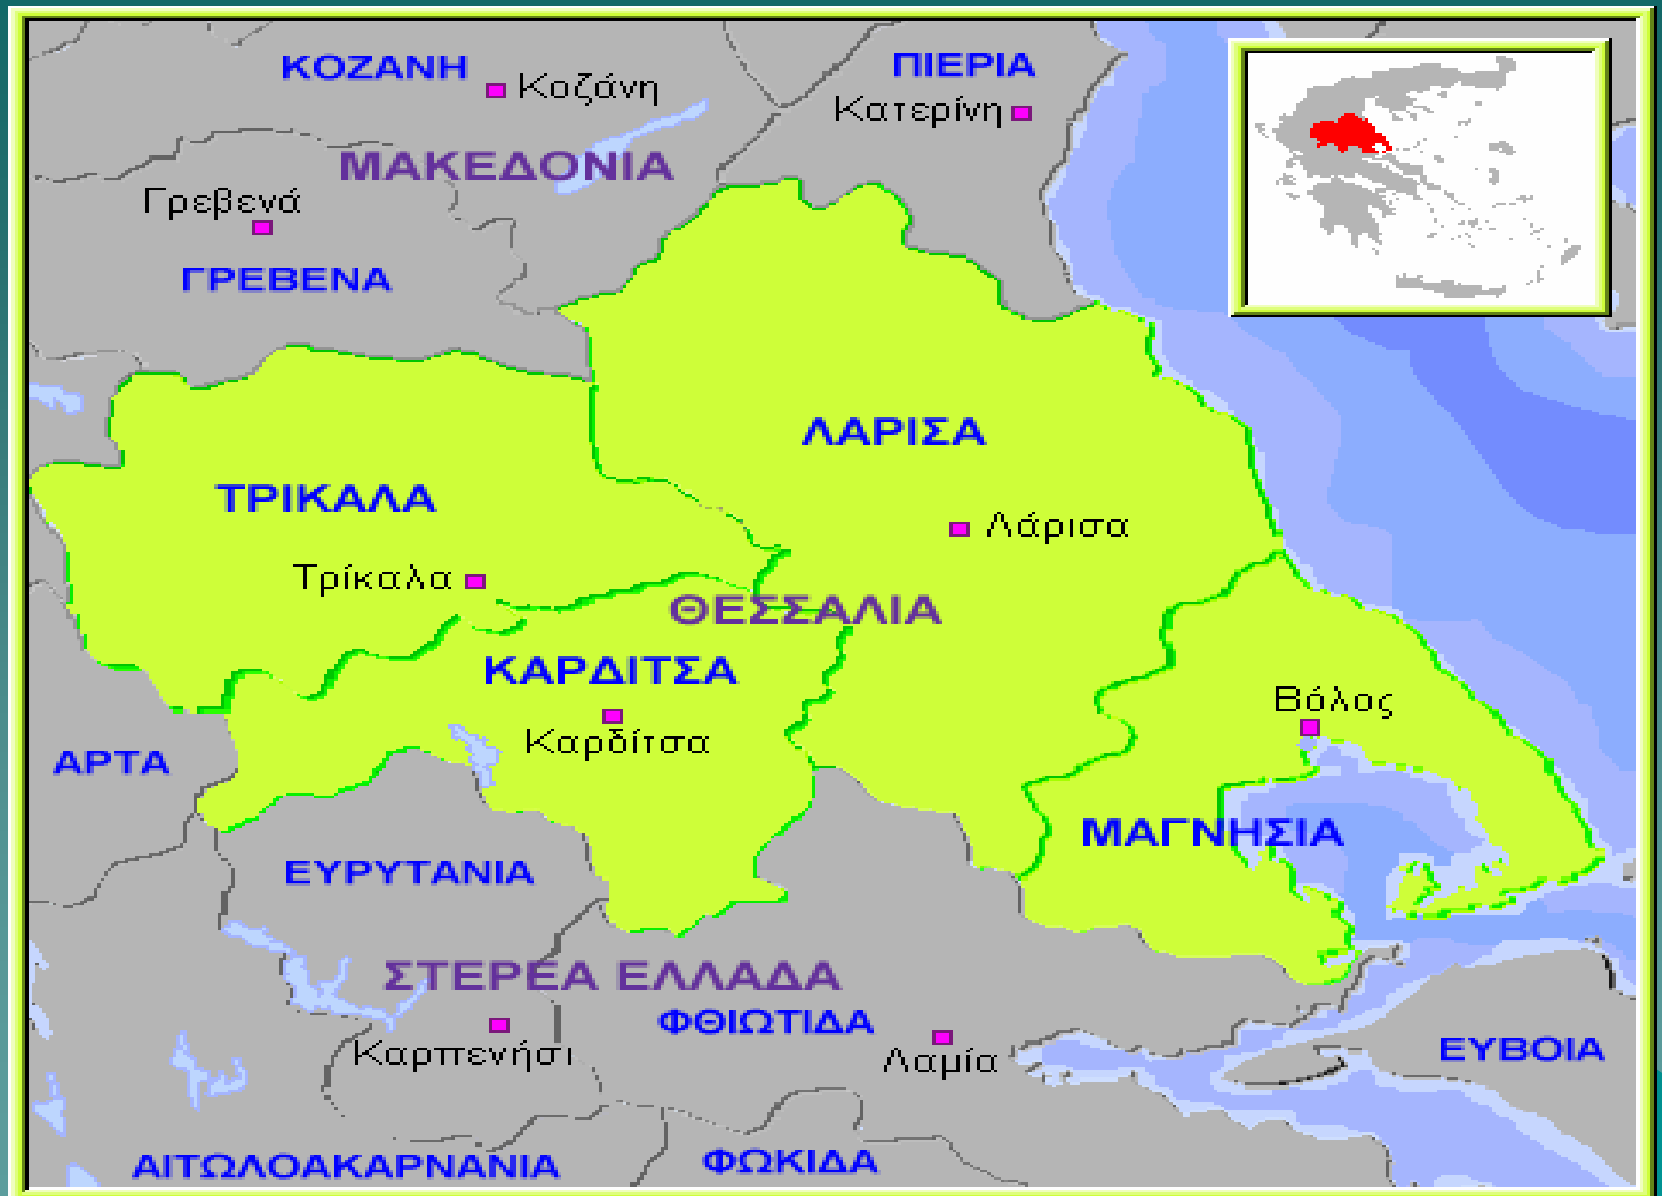 ΚΟΖΑΝΗ
Κοζάνη
ΠΙΕΡΙΑ
Κατερίνη
ΜΑΚΕΔΟΝΙΑ
Γρεβενά
ΓΡΕΒΕΝΑ
ΛΑΡΙΣΑ
ΤΡΙΚΑΛΑ
Λάρισα
Τρίκαλα
ΘΕΣΣΑΛΙΑ
ΚΑΡΔΙΤΣΑ
Καρδίτσα
Βόλος
ΑΡΤΑ
ΜΑΓΝΗΣΙΑ
ΕΥΡΥΤΑΝΙΑ
ΣΤΕΡΕΑ ΕΛΛΑΔΑ
ΦΘΙΩΤΙΔΑ
Καρπενήσι
Λαμία
ΕΥΒΟΙΑ
ΑΙΤΩΛΟΑΚΑΡΝΑΝΙΑ
ΦΩΚΙΔΑ